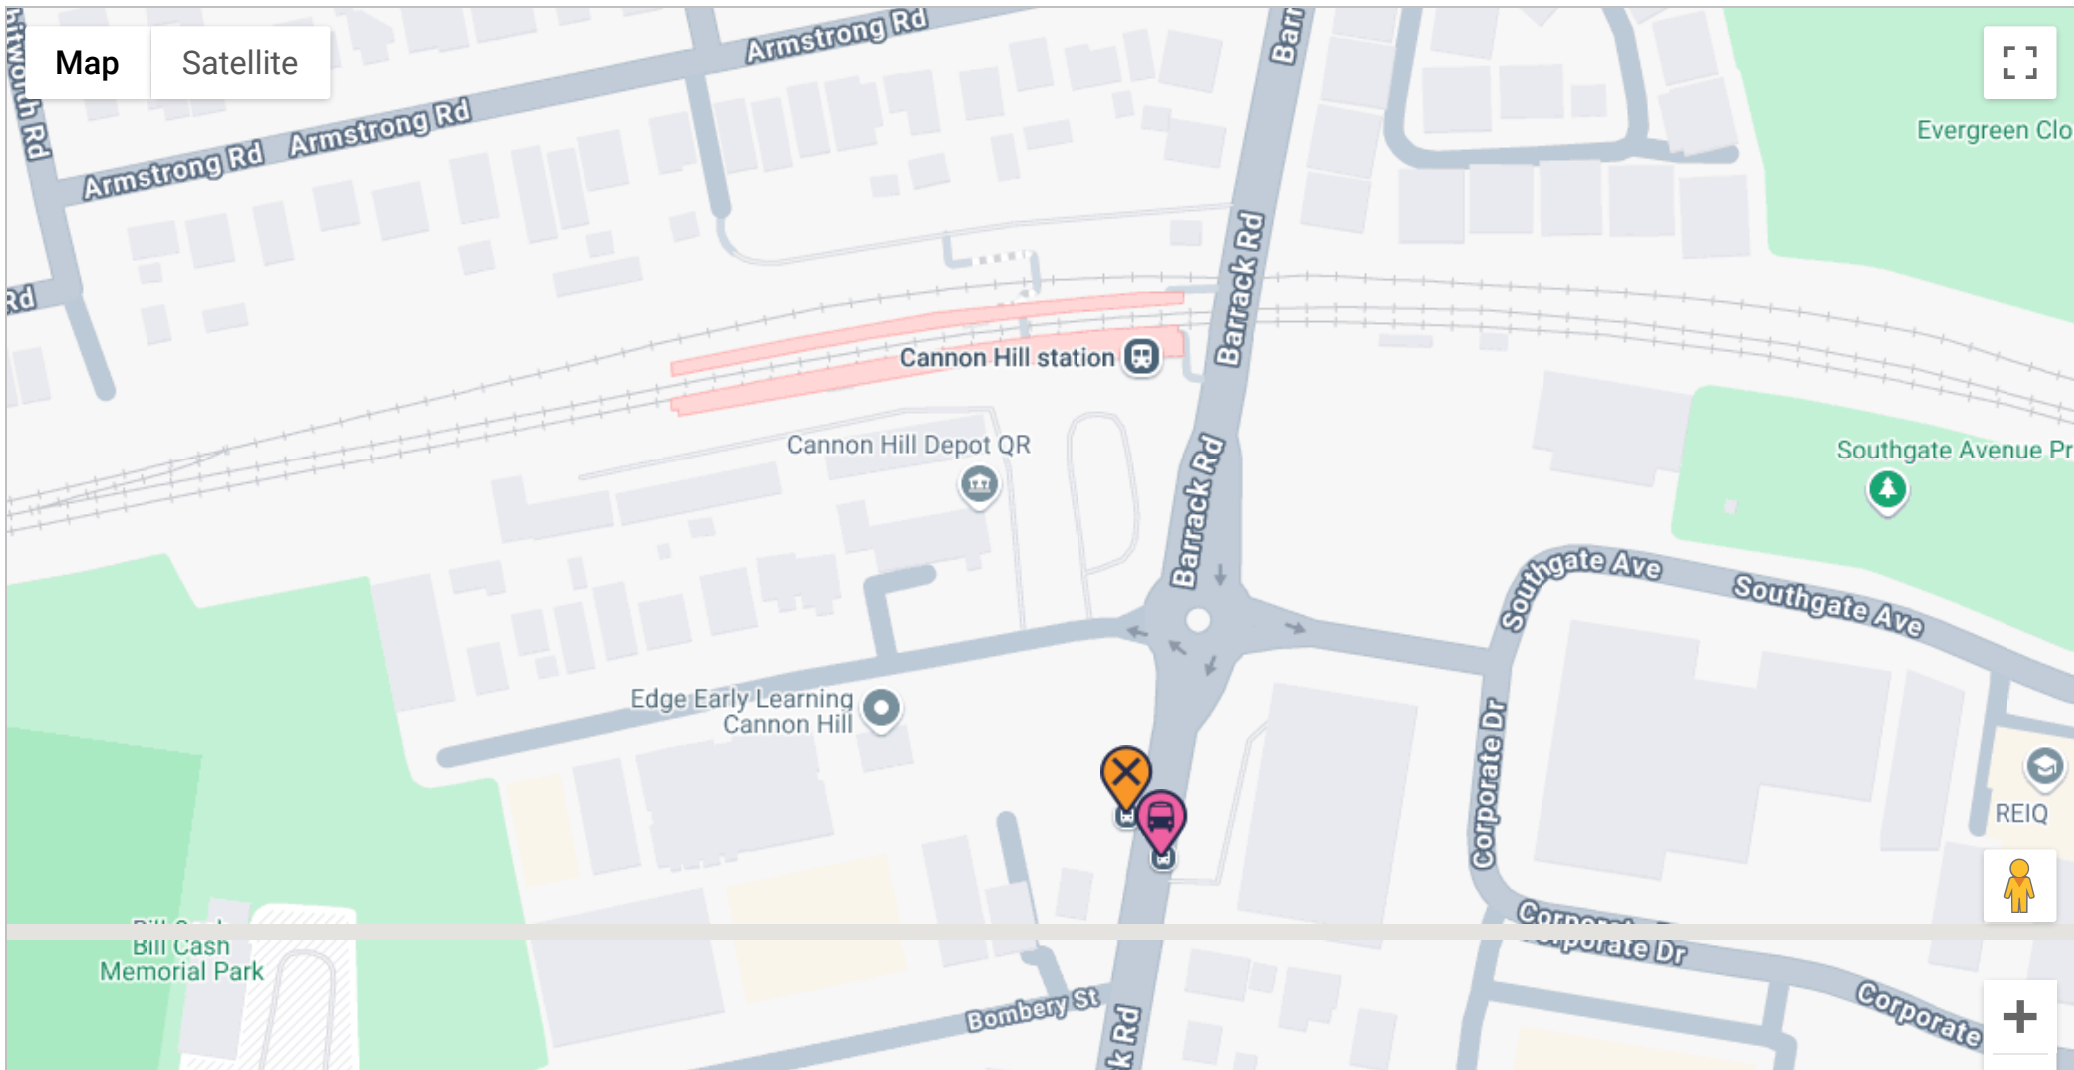 Map
Satellite
Armstrong Rd
Armstrong Rd
Armstrong Rd
Rd
Barrack Rd
Evergreen Clo
Cannon Hill station
Barrack Rd
Cannon Hill Depot QR
Southgate Avenue Pr
Southgate Ave
Southgate Ave
Edge Early Learning
Cannon Hill
Corporate Dr
REIQ
Bill Cash
Memorial Park
Corporate Dr
Corporate
Bombery St
k Rd